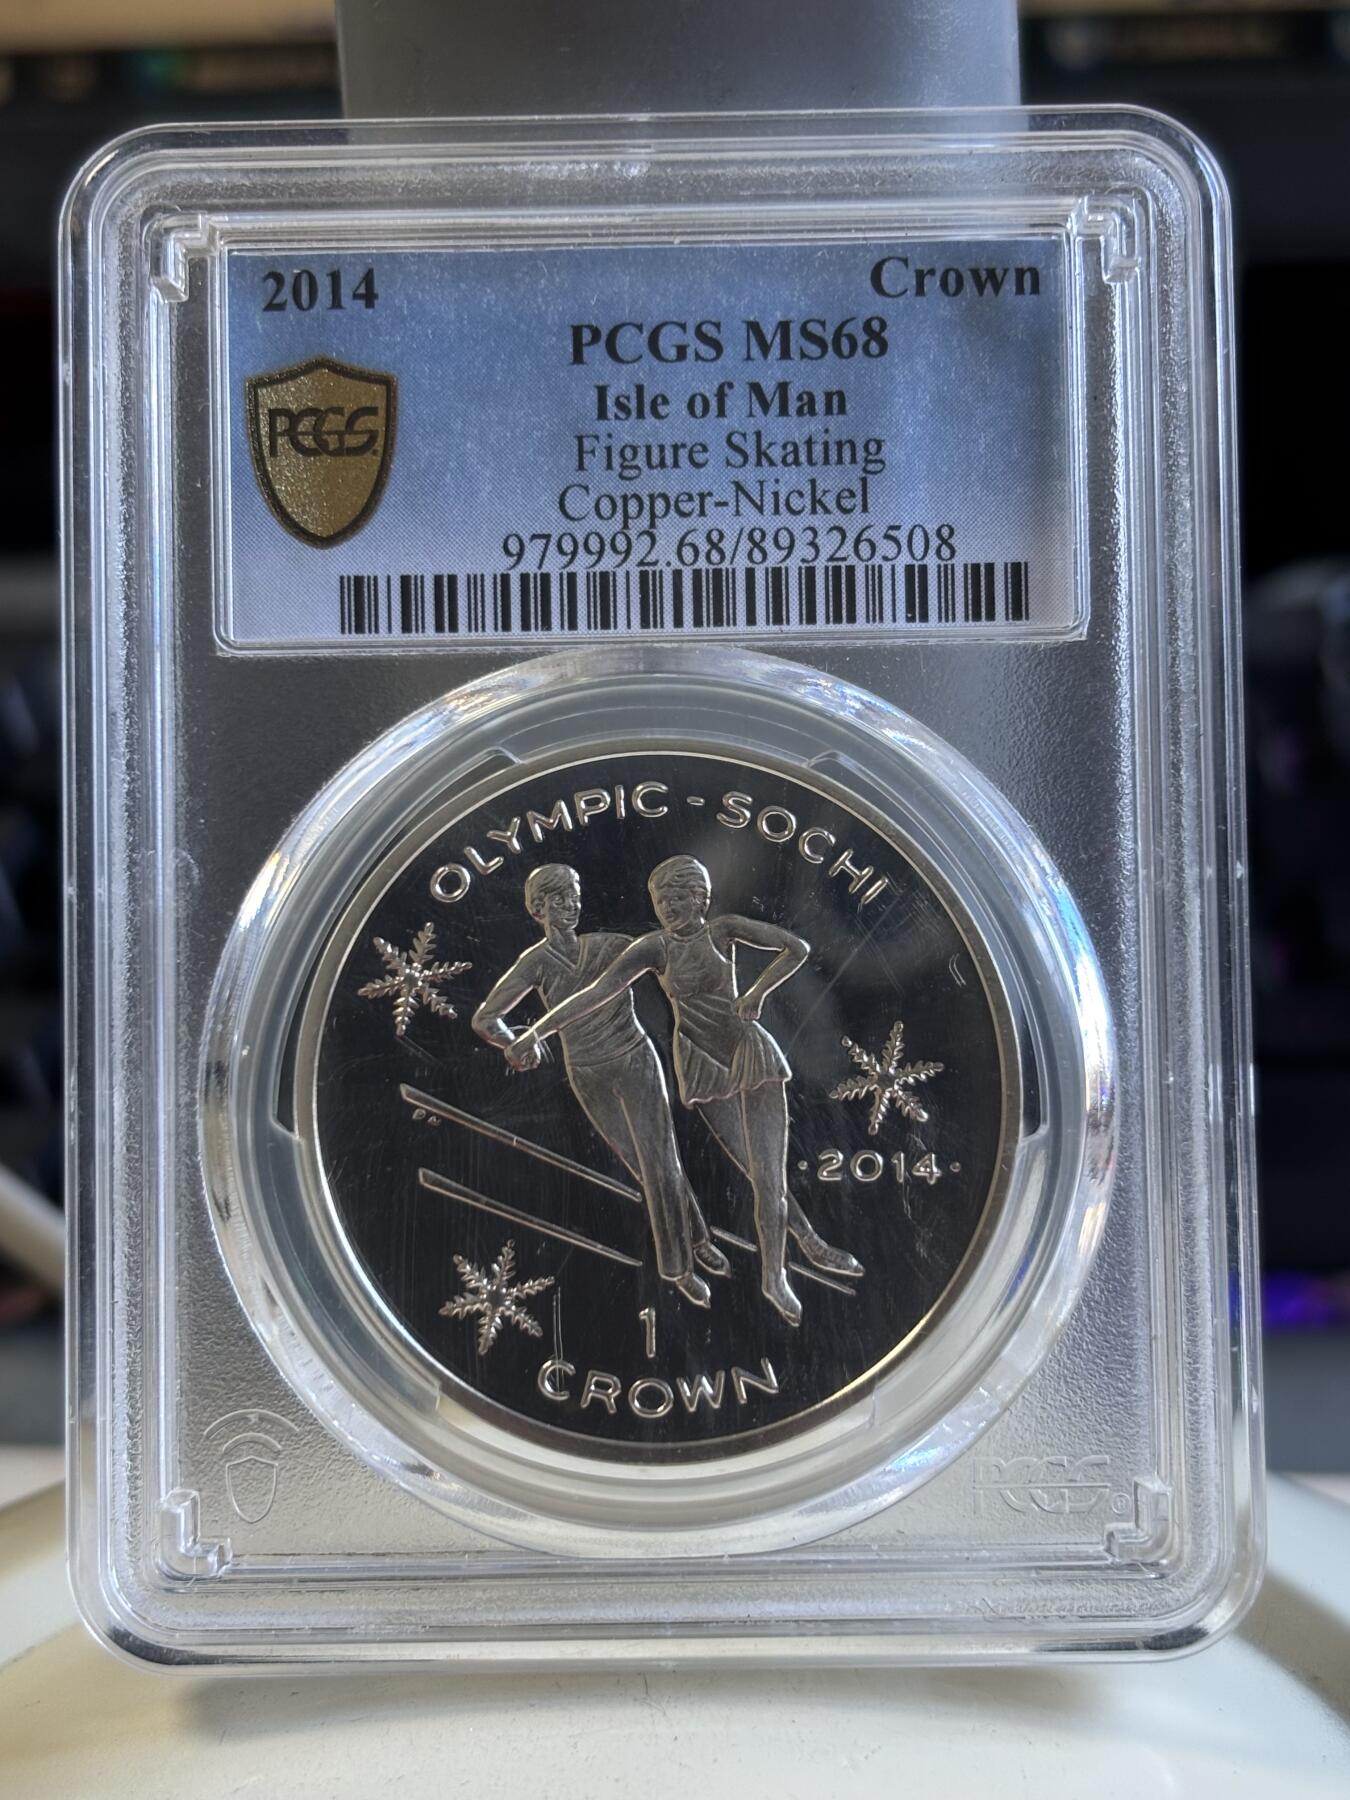 2014 Crown
PCGS MS68
Isle of Man
PCGS
Figure Skating
Copper-Nickel
979992.68/89326508
OLYMPIC - SOCHI
·2014·
1
CROWN
PCGS